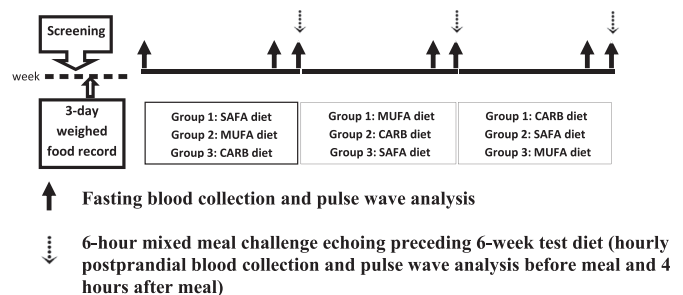 Screening
week
3-day
weighed
food record
Group 1: SAFA diet
Group 2: MUFA diet
Group 3: CARB diet
Group 1: MUFA diet
Group 2: CARB diet
Group 3: SAFA diet
Group 1: CARB diet
Group 2: SAFA diet
Group 3: MUFA diet
Fasting blood collection and pulse wave analysis
6-hour mixed meal challenge echoing preceding 6-week test diet (hourly
postprandial blood collection and pulse wave analysis before meal and 4
hours after meal)